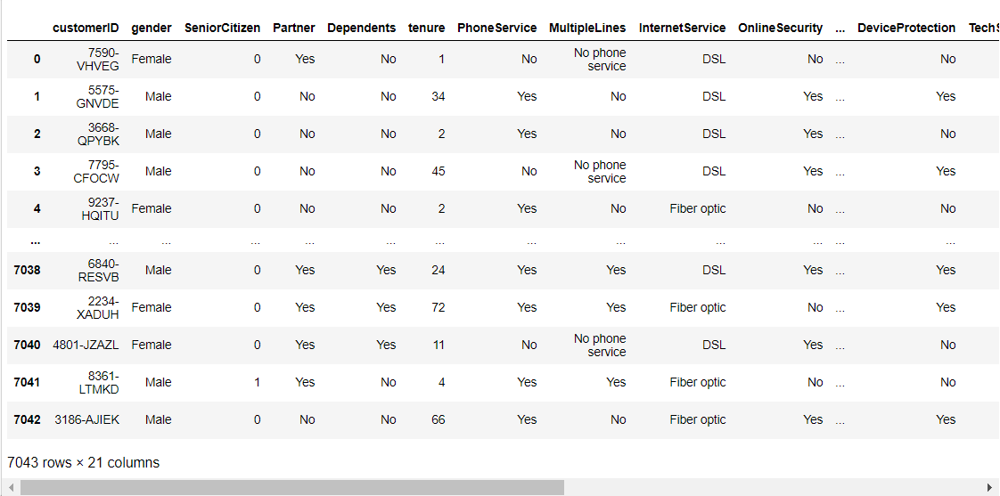 customerID gender SeniorCitizen Partner Dependents tenure PhoneService MultipleLines InternetService OnlineSecurity ... DeviceProtection TechS
0 7590-VHVEG Female 0 Yes No 1 No No phone service DSL No ... No
1 5575-GNVDE Male 0 No No 34 Yes No DSL Yes ... Yes
2 3668-QPYBK Male 0 No No 2 Yes No DSL Yes ... No
3 7795-CFOCW Male 0 No No 45 No No phone service DSL Yes ... Yes
4 9237-HQITU Female 0 No No 2 Yes No Fiber optic No ... No
... ... ... ... ... ... ... ... ... ... ... ... ...
7038 6840-RESVB Male 0 Yes Yes 24 Yes Yes DSL Yes ... Yes
7039 2234-XADUH Female 0 Yes Yes 72 Yes Yes Fiber optic No ... Yes
7040 4801-JZAZL Female 0 Yes Yes 11 No No phone service DSL Yes ... No
7041 8361-LTMKD Male 1 Yes No 4 Yes Yes Fiber optic No ... No
7042 3186-AJIEK Male 0 No No 66 Yes No Fiber optic Yes ... Yes
7043 rows × 21 columns